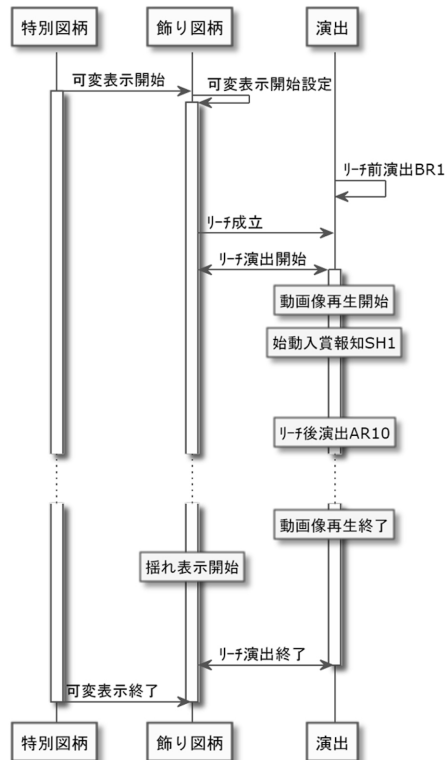 特別図柄
飾り図柄
演出
可変表示開始
可変表示開始設定
ﾘｰﾁ前演出BR1
ﾘｰﾁ成立
ﾘｰﾁ演出開始
動画像再生開始
始動入賞報知SH1
ﾘｰﾁ後演出AR10
動画像再生終了
揺れ表示開始
ﾘｰﾁ演出終了
可変表示終了
特別図柄
飾り図柄
演出